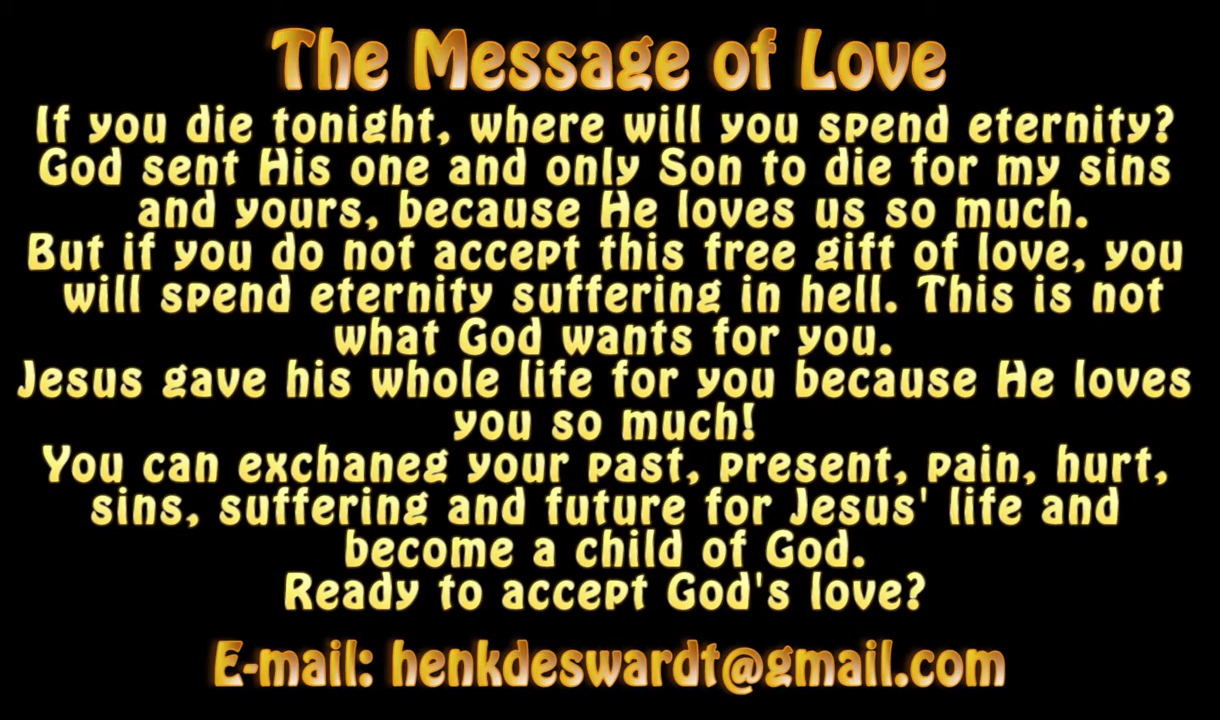 The Message of Love
If you die tonight, where will you spend eternity?
God sent His one and only Son to die for my sins
and yours, because He loves us so much.
But if you do not accept this free gift of love, you
will spend eternity suffering in hell. This is not
what God wants for you.
Jesus gave his whole life for you because He loves
you so much!
You can exchaneg your past, present, pain, hurt,
sins, suffering and future for Jesus' life and
become a child of God.
Ready to accept God's love?
E-mail: henkdeswardt@gmail.com